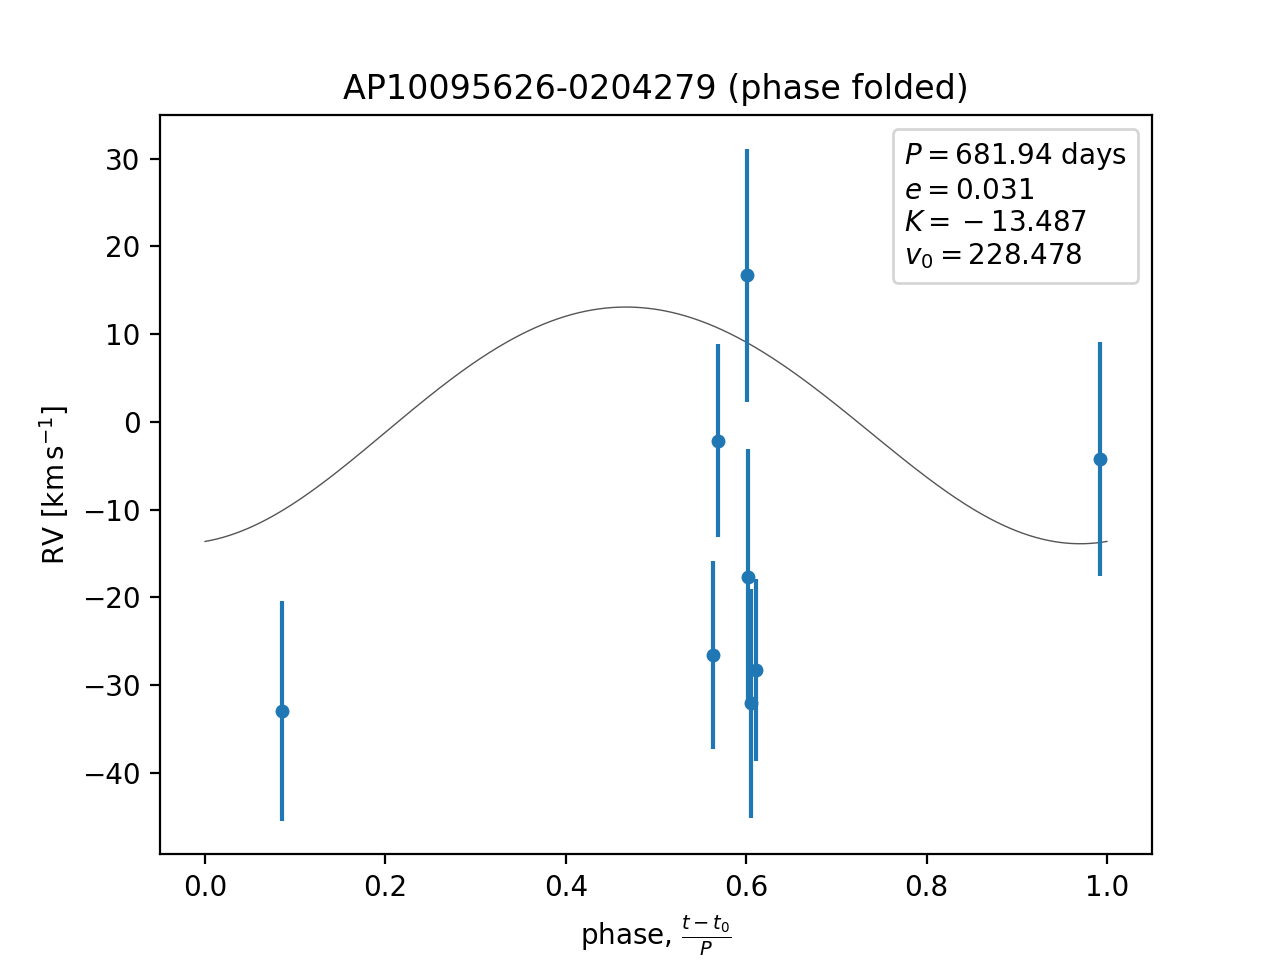 AP10095626-0204279 (phase folded)
P = 681.94 days
e = 0.031
K = −13.487
v₀ = 228.478
RV [km s⁻¹]
30
20
10
0
−10
−20
−30
−40
0.0 0.2 0.4 0.6 0.8 1.0
phase, (t − t₀)/P